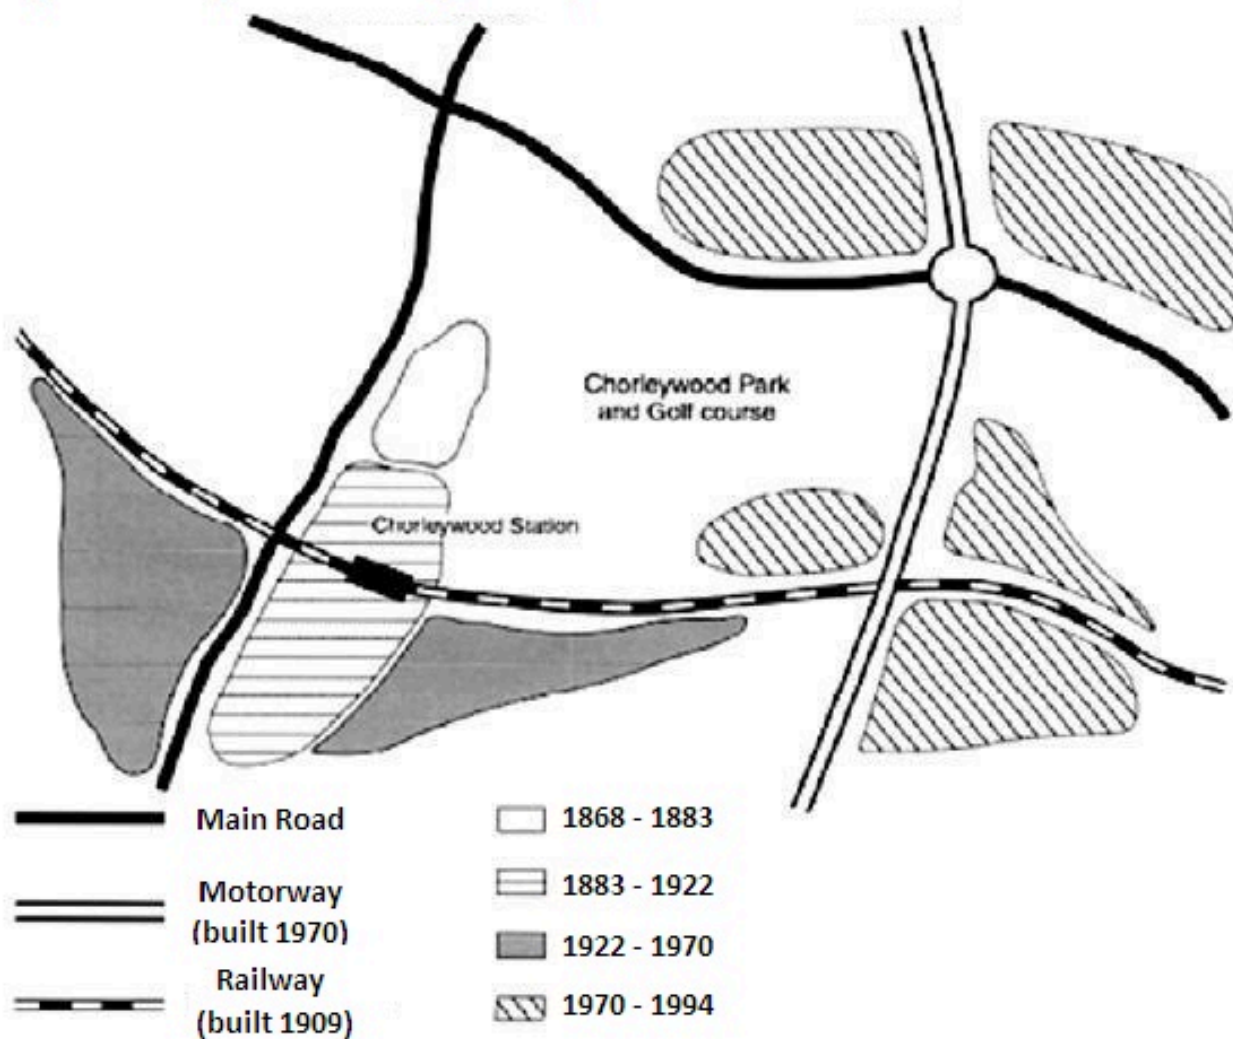 Chorleywood Park
and Golf course
Chorleywood Station
Main Road
Motorway
(built 1970)
Railway
(built 1909)
1868 - 1883
1883 - 1922
1922 - 1970
1970 - 1994